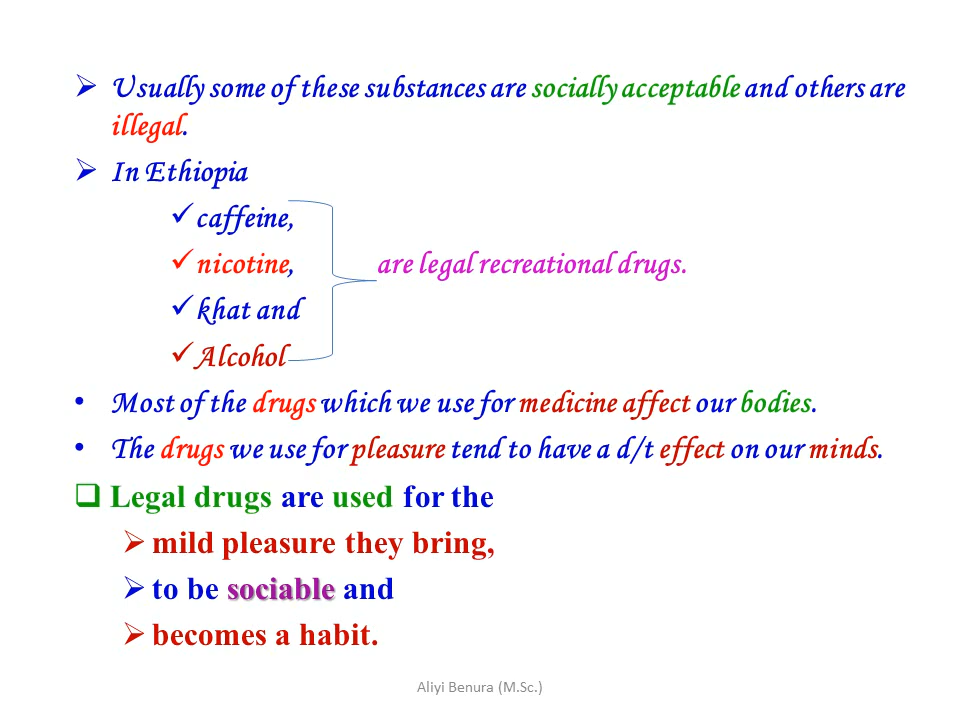 Usually some of these substances are socially acceptable and others are
illegal.
In Ethiopia
caffeine,
nicotine, are legal recreational drugs.
khat and
Alcohol
Most of the drugs which we use for medicine affect our bodies.
The drugs we use for pleasure tend to have a d/t effect on our minds.
Legal drugs are used for the
mild pleasure they bring,
to be sociable and
becomes a habit.
Aliyi Benura (M.Sc.)